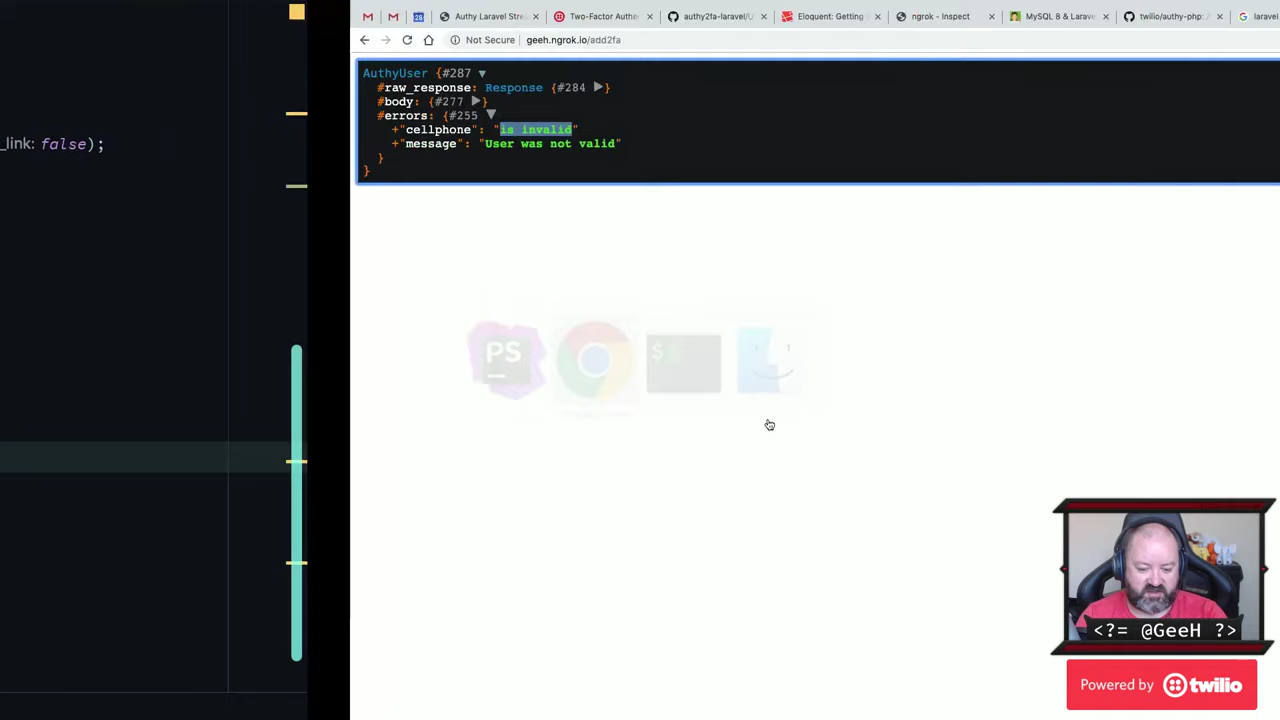 Authy Laravel Stre
Two-Factor Authe
authy2fa-laravel/U
Eloquent: Getting
ngrok - Inspect
MySQL 8 & Larave
twilio/authy-php: 
laravel
Not Secure
geeh.ngrok.io/add2fa
AuthyUser {#287 ▼
#raw_response: Response {#284 ▶}
#body: {#277 ▶}
#errors: {#255 ▼
+"cellphone": "is invalid"
+"message": "User was not valid"
}
}
_link: false);
PS
$
<?= @GeeH ?>
Powered by twilio